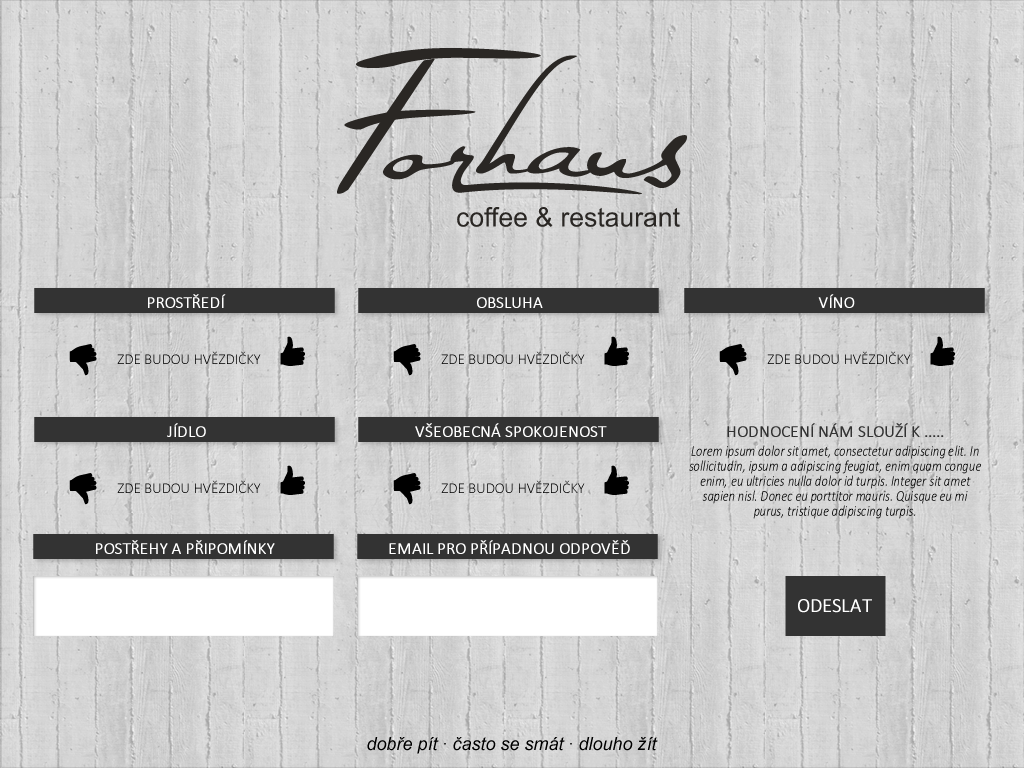 Forhaus
coffee & restaurant
PROSTŘEDÍ
OBSLUHA
VÍNO
ZDE BUDOU HVĚZDIČKY
ZDE BUDOU HVĚZDIČKY
ZDE BUDOU HVĚZDIČKY
JÍDLO
VŠEOBECNÁ SPOKOJENOST
HODNOCENÍ NÁM SLOUŽÍ K .....
Lorem ipsum dolor sit amet, consectetur adipiscing elit. In
sollicitudin, ipsum a adipiscing feugiat, enim quam congue
enim, eu ultricies nulla dolor id turpis. Integer sit amet
sapien nisl. Donec eu porttitor mauris. Quisque eu mi
purus, tristique adipiscing turpis.
ZDE BUDOU HVĚZDIČKY
ZDE BUDOU HVĚZDIČKY
POSTŘEHY A PŘIPOMÍNKY
EMAIL PRO PŘÍPADNOU ODPOVĚĎ
ODESLAT
dobře pít · často se smát · dlouho žít